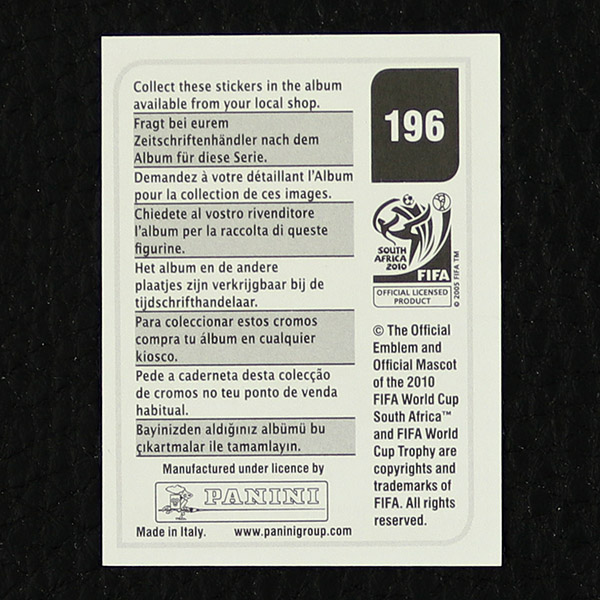 Collect these stickers in the album
available from your local shop.
Fragt bei eurem
Zeitschriftenhändler nach dem
Album für diese Serie.
Demandez à votre détaillant l'Album
pour la collection de ces images.
Chiedete al vostro rivenditore
l'album per la raccolta di queste
figurine.
Het album en de andere
plaatjes zijn verkrijgbaar bij de
tijdschrifthandelaar.
Para coleccionar estos cromos
compra tu álbum en cualquier
kiosco.
Pede a caderneta desta colecção
de cromos no teu ponto de venda
habitual.
Bayinizden aldığınız albümü bu
çıkartmalar ile tamamlayın.
Manufactured under licence by
PANINI
Made in Italy. www.paninigroup.com
196
SOUTH
AFRICA
2010
FIFA
OFFICIAL LICENSED
PRODUCT
© 2005 FIFA TM
© The Official
Emblem and
Official Mascot
of the 2010
FIFA World Cup
South Africa™
and FIFA World
Cup Trophy are
copyrights and
trademarks of
FIFA. All rights
reserved.